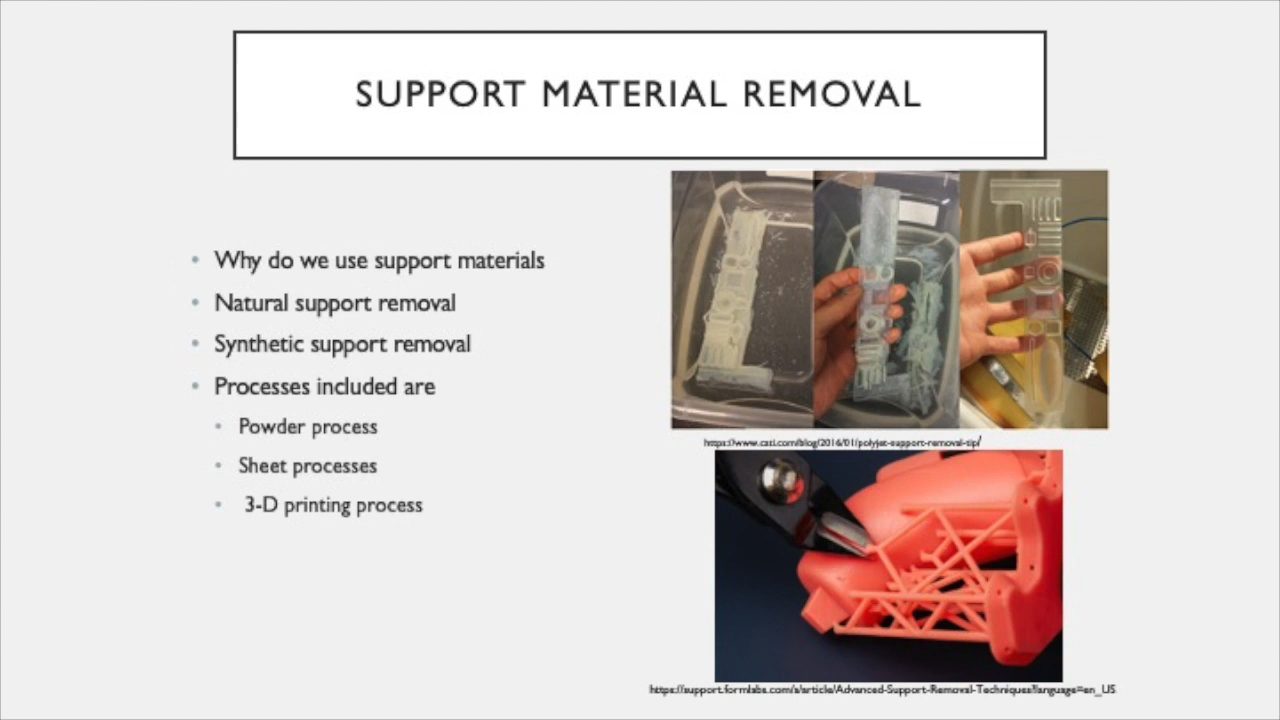 SUPPORT MATERIAL REMOVAL
Why do we use support materials
Natural support removal
Synthetic support removal
Processes included are
Powder process
Sheet processes
3-D printing process
https://www.cati.com/blog/2016/01/polyjet-support-removal-tip/
https://support.formlabs.com/s/article/Advanced-Support-Removal-Techniques?language=en_US